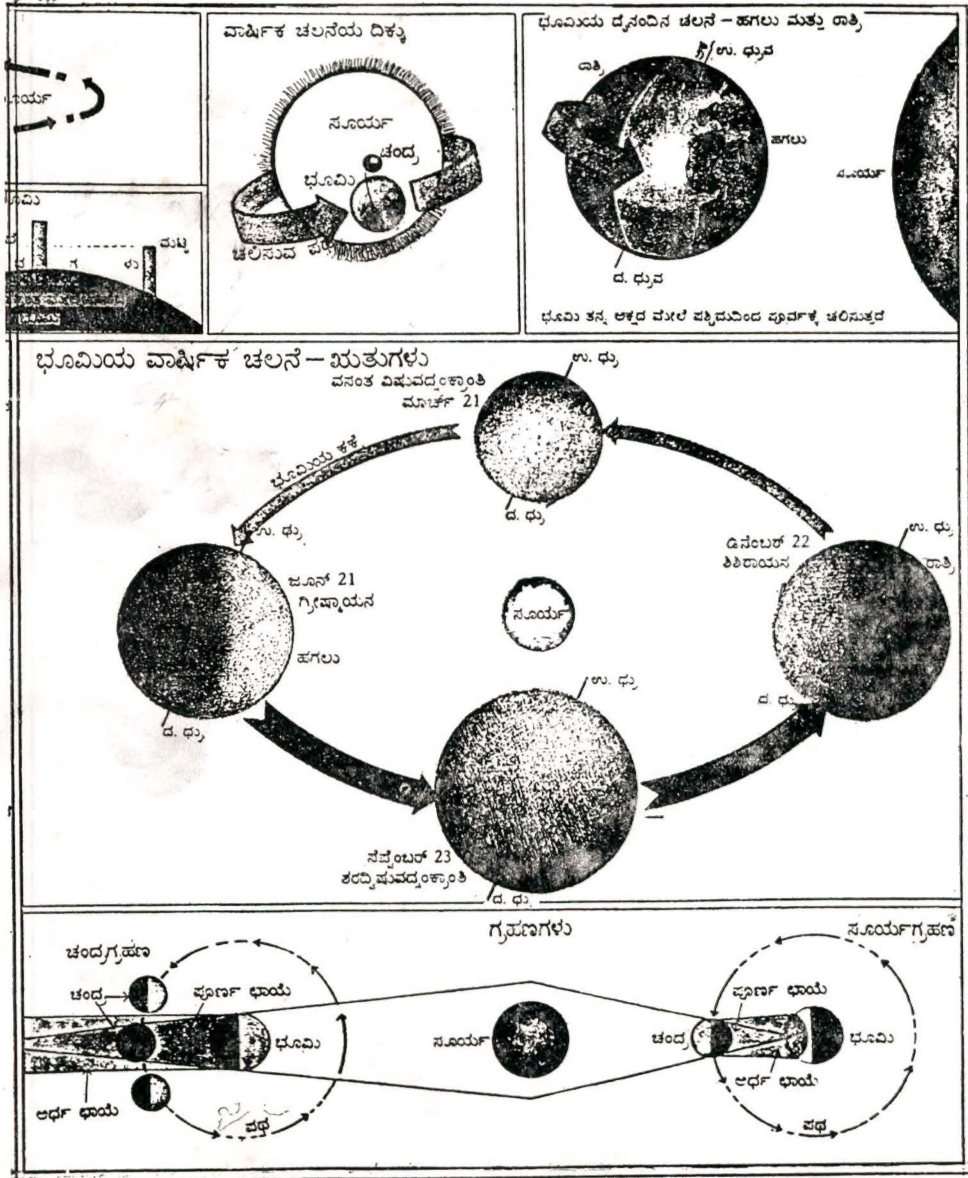 ವಾರ್ಷಿಕ ಚಲನೆಯ ದಿಕ್ಕು
ಸೂರ್ಯ
ಚಂದ್ರ
ಭೂಮಿ
ಚಲಿಸುವ
ಭೂಮಿಯ ದೈನಂದಿನ ಚಲನೆ – ಹಗಲು ಮತ್ತು ರಾತ್ರಿ
ಉ. ಧ್ರುವ
ರಾತ್ರಿ
ಹಗಲು
ಸೂರ್ಯ
ದ. ಧ್ರುವ
ಭೂಮಿ ತನ್ನ ಅಕ್ಷದ ಮೇಲೆ ಪಶ್ಚಿಮದಿಂದ ಪೂರ್ವಕ್ಕೆ ಚಲಿಸುತ್ತದೆ
ಮಟ್ಟ
ಭೂಮಿಯ ವಾರ್ಷಿಕ ಚಲನೆ – ಋತುಗಳು
ವಸಂತ ವಿಷುವದ್ಸಂಕ್ರಾಂತಿ
ಮಾರ್ಚ್ 21
ಉ. ಧ್ರು
ದ. ಧ್ರು
ಭೂಮಿಯ ಕಕ್ಷೆ
ಉ. ಧ್ರು
ಜೂನ್ 21
ಗ್ರೀಷ್ಮಾಯನ
ಹಗಲು
ದ. ಧ್ರು
ಸೂರ್ಯ
ಡಿಸೆಂಬರ್ 22
ಶಿಶಿರಾಯನ
ಉ. ಧ್ರು
ರಾತ್ರಿ
ದ. ಧ್ರು
ಉ. ಧ್ರು
ಸೆಪ್ಟೆಂಬರ್ 23
ಶರದ್ವಿಷುವದ್ಸಂಕ್ರಾಂತಿ
ದ. ಧ್ರು
ಗ್ರಹಣಗಳು
ಚಂದ್ರಗ್ರಹಣ
ಚಂದ್ರ
ಪೂರ್ಣ ಛಾಯೆ
ಭೂಮಿ
ಅರ್ಧ ಛಾಯೆ
ಪಥ
ಸೂರ್ಯ
ಸೂರ್ಯಗ್ರಹಣ
ಪೂರ್ಣ ಛಾಯೆ
ಚಂದ್ರ
ಭೂಮಿ
ಅರ್ಧ ಛಾಯೆ
ಪಥ